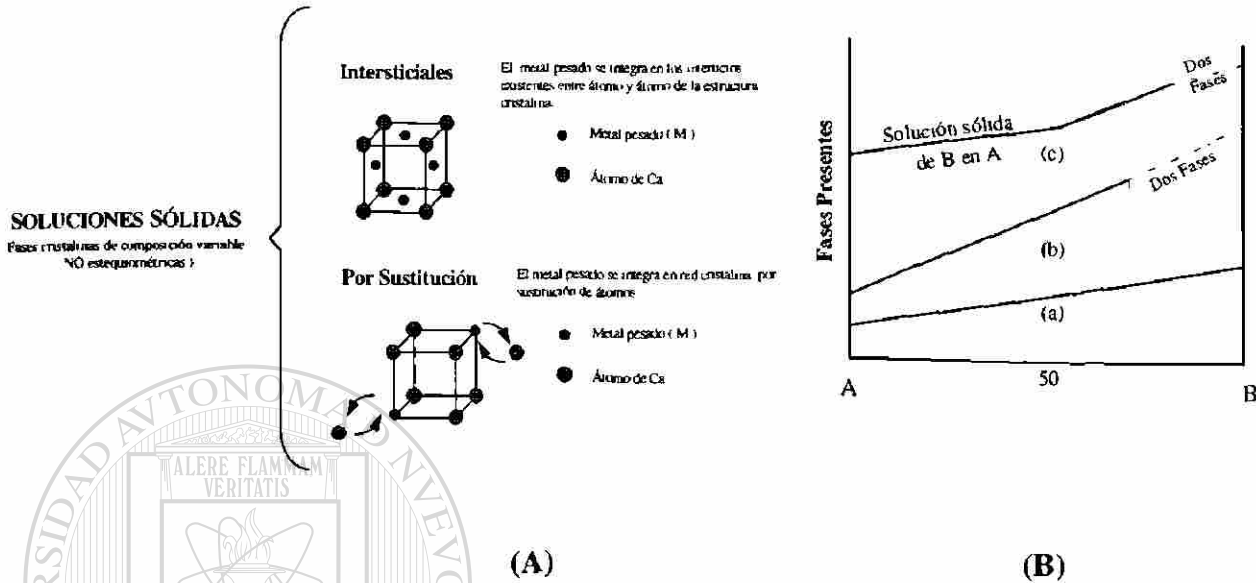 SOLUCIONES SÓLIDAS
Fases cristalinas de composición variable
NO estequiométricas )
Intersticiales
El metal pesado se integra en los intersticios
existentes entre átomo y átomo de la estructura
cristalina.
Metal pesado ( M )
Átomo de Ca
Por Sustitución
El metal pesado se integra en red cristalina por
sustitución de átomos
Metal pesado ( M )
Átomo de Ca
(A)
Fases Presentes
Dos
Fases
Solución sólida
de B en A
(c)
Dos Fases
(b)
(a)
A
50
B
(B)
ALERE FLAMMAM
VERITATIS